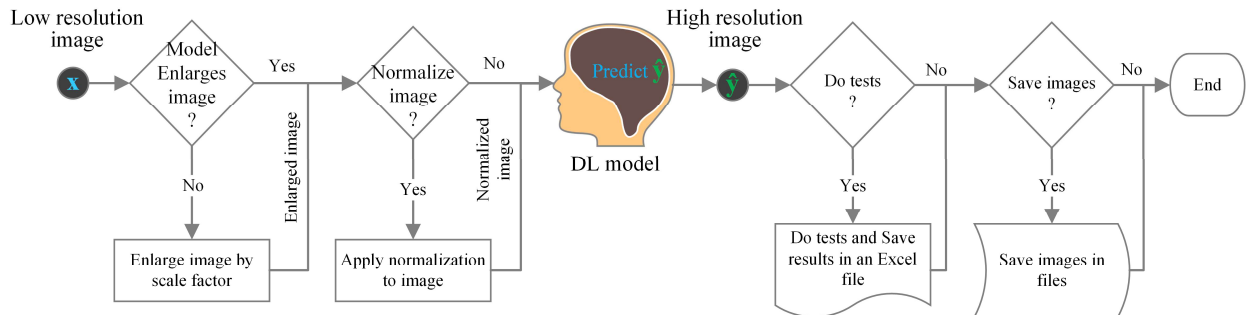 Low resolution
image
x
Model
Enlarges
image
?
Yes
No
Enlarge image by
scale factor
Enlarged image
Normalize
image
?
No
Yes
Apply normalization
to image
Normalized
image
Predict ŷ
DL model
High resolution
image
ŷ
Do tests
?
No
Yes
Do tests and Save
results in an Excel
file
Save images
?
No
Yes
Save images in
files
End